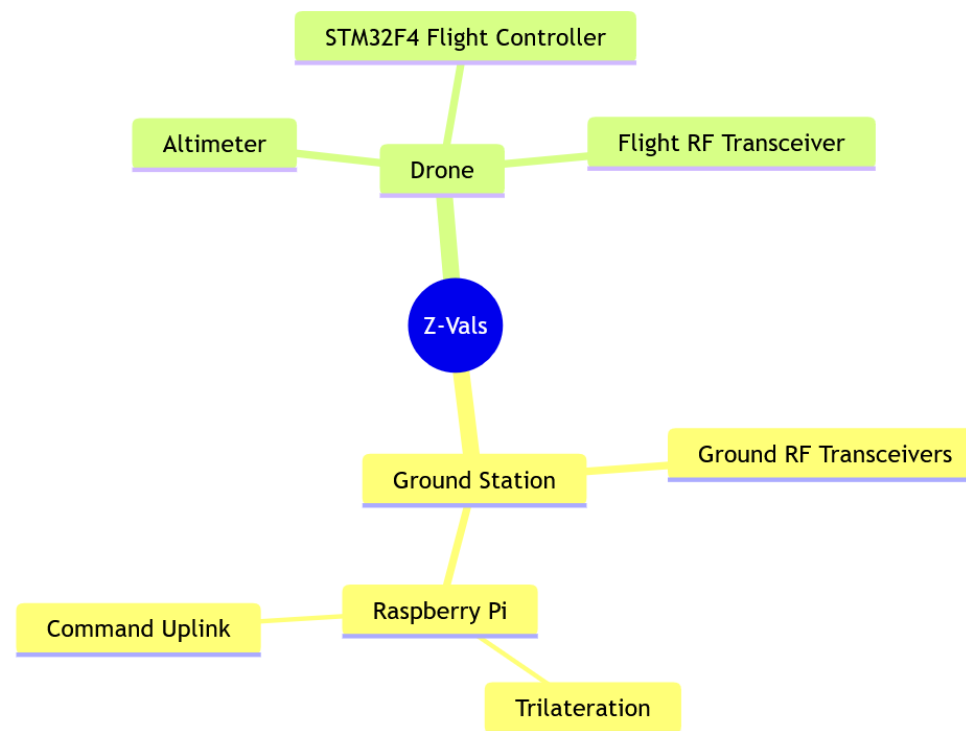 STM32F4 Flight Controller
Altimeter
Flight RF Transceiver
Drone
Z-Vals
Ground RF Transceivers
Ground Station
Raspberry Pi
Command Uplink
Trilateration